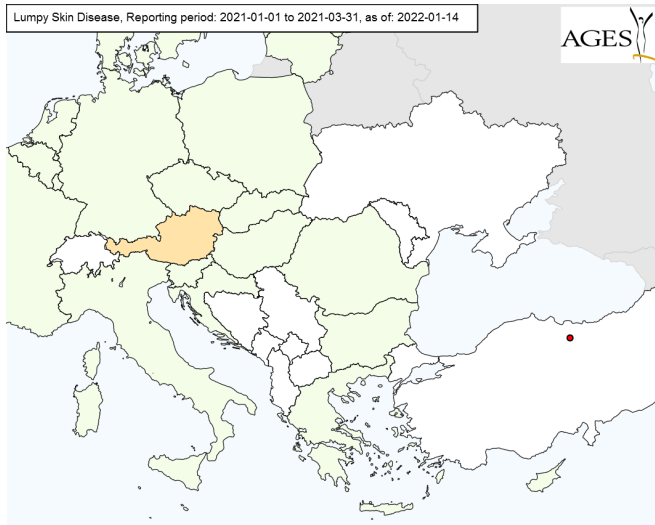 Lumpy Skin Disease, Reporting period: 2021-01-01 to 2021-03-31, as of: 2022-01-14
AGES